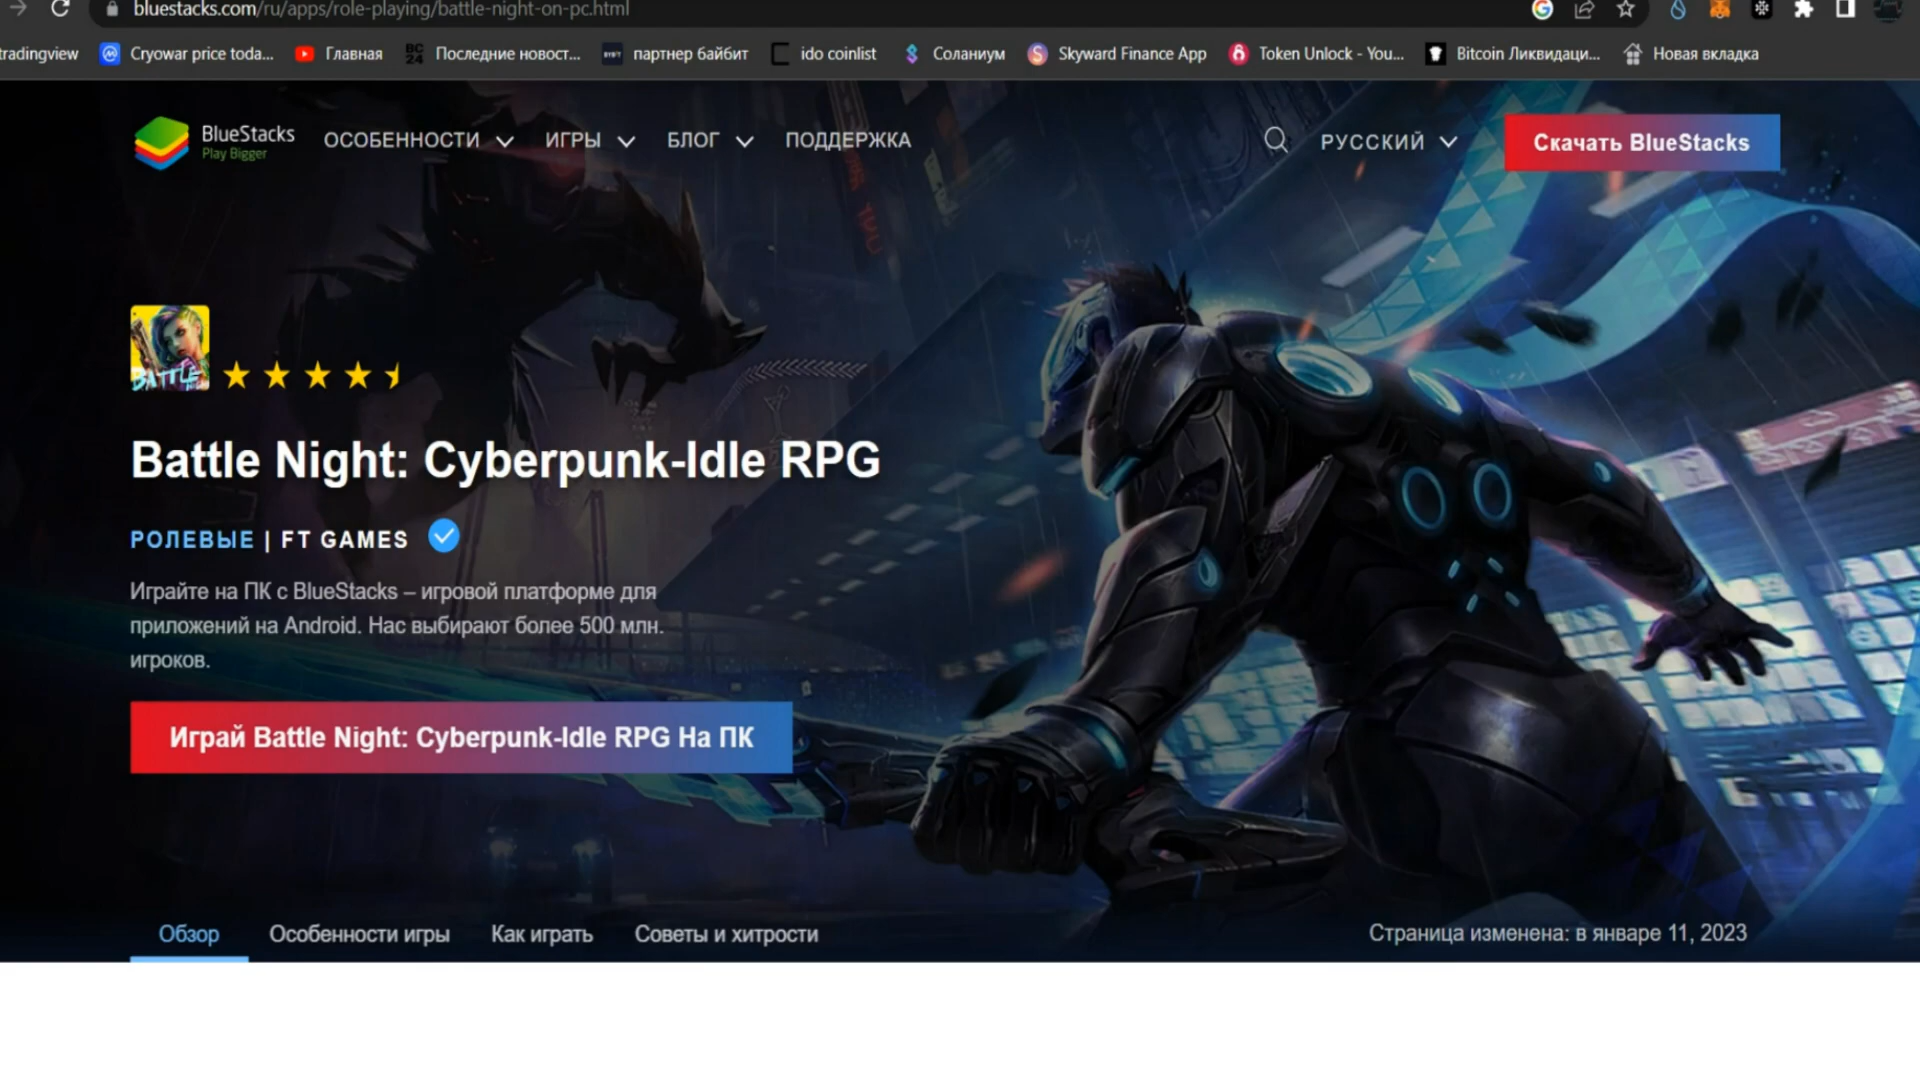 bluestacks.com/ru/apps/role-playing/battle-night-on-pc.html
tradingview
Cryowar price toda...
Главная
BC 24
Последние новост...
партнер байбит
ido coinlist
Соланиум
Skyward Finance App
Token Unlock - You...
Bitcoin Ликвидаци...
Новая вкладка
BlueStacks
Play Bigger
ОСОБЕННОСТИ
ИГРЫ
БЛОГ
ПОДДЕРЖКА
РУССКИЙ
Скачать BlueStacks
BATTLE
Battle Night: Cyberpunk-Idle RPG
РОЛЕВЫЕ | FT GAMES
Играйте на ПК с BlueStacks – игровой платформе для
приложений на Android. Нас выбирают более 500 млн.
игроков.
Играй Battle Night: Cyberpunk-Idle RPG На ПК
Обзор
Особенности игры
Как играть
Советы и хитрости
Страница изменена: в январе 11, 2023